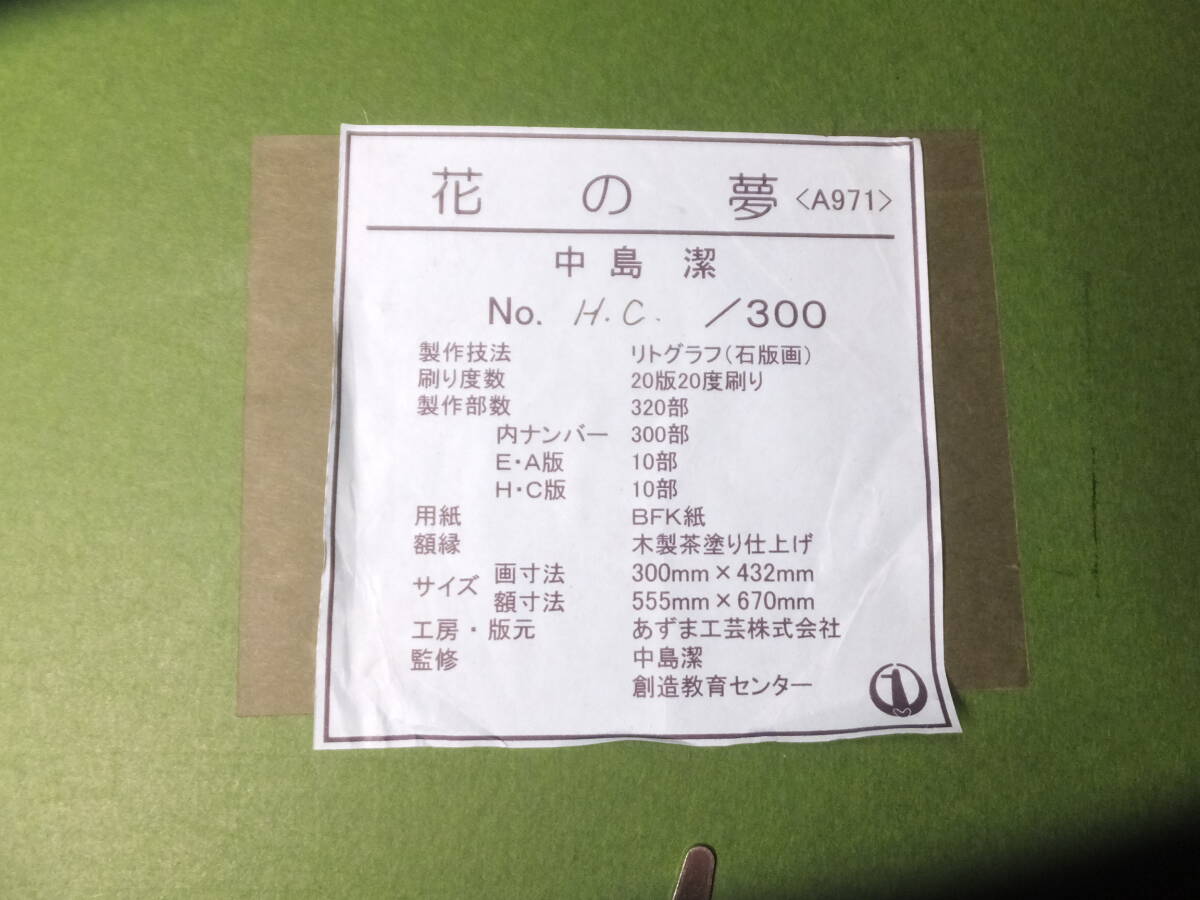 花の夢〈A971〉
中島 潔
No. H.C. ／300
製作技法 リトグラフ（石版画）
刷り度数 20版20度刷り
製作部数 320部
内ナンバー 300部
E・A版 10部
H・C版 10部
用紙 BFK紙
額縁 木製茶塗り仕上げ
サイズ 画寸法 300mm×432mm
額寸法 555mm×670mm
工房・版元 あずま工芸株式会社
監修 中島潔
創造教育センター